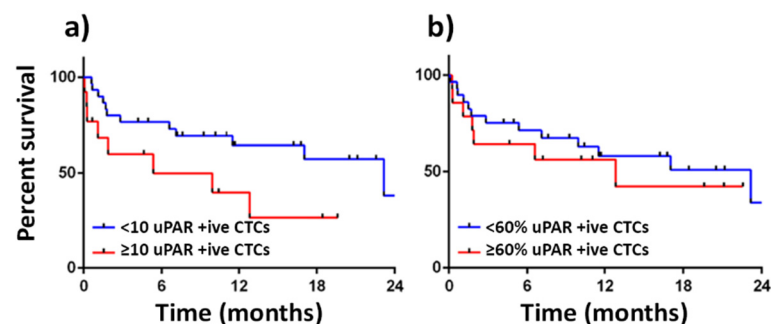 a)
Percent survival
100
50
0
<10 uPAR +ive CTCs
≥10 uPAR +ive CTCs
0 6 12 18 24
Time (months)
b)
100
50
0
<60% uPAR +ive CTCs
≥60% uPAR +ive CTCs
0 6 12 18 24
Time (months)